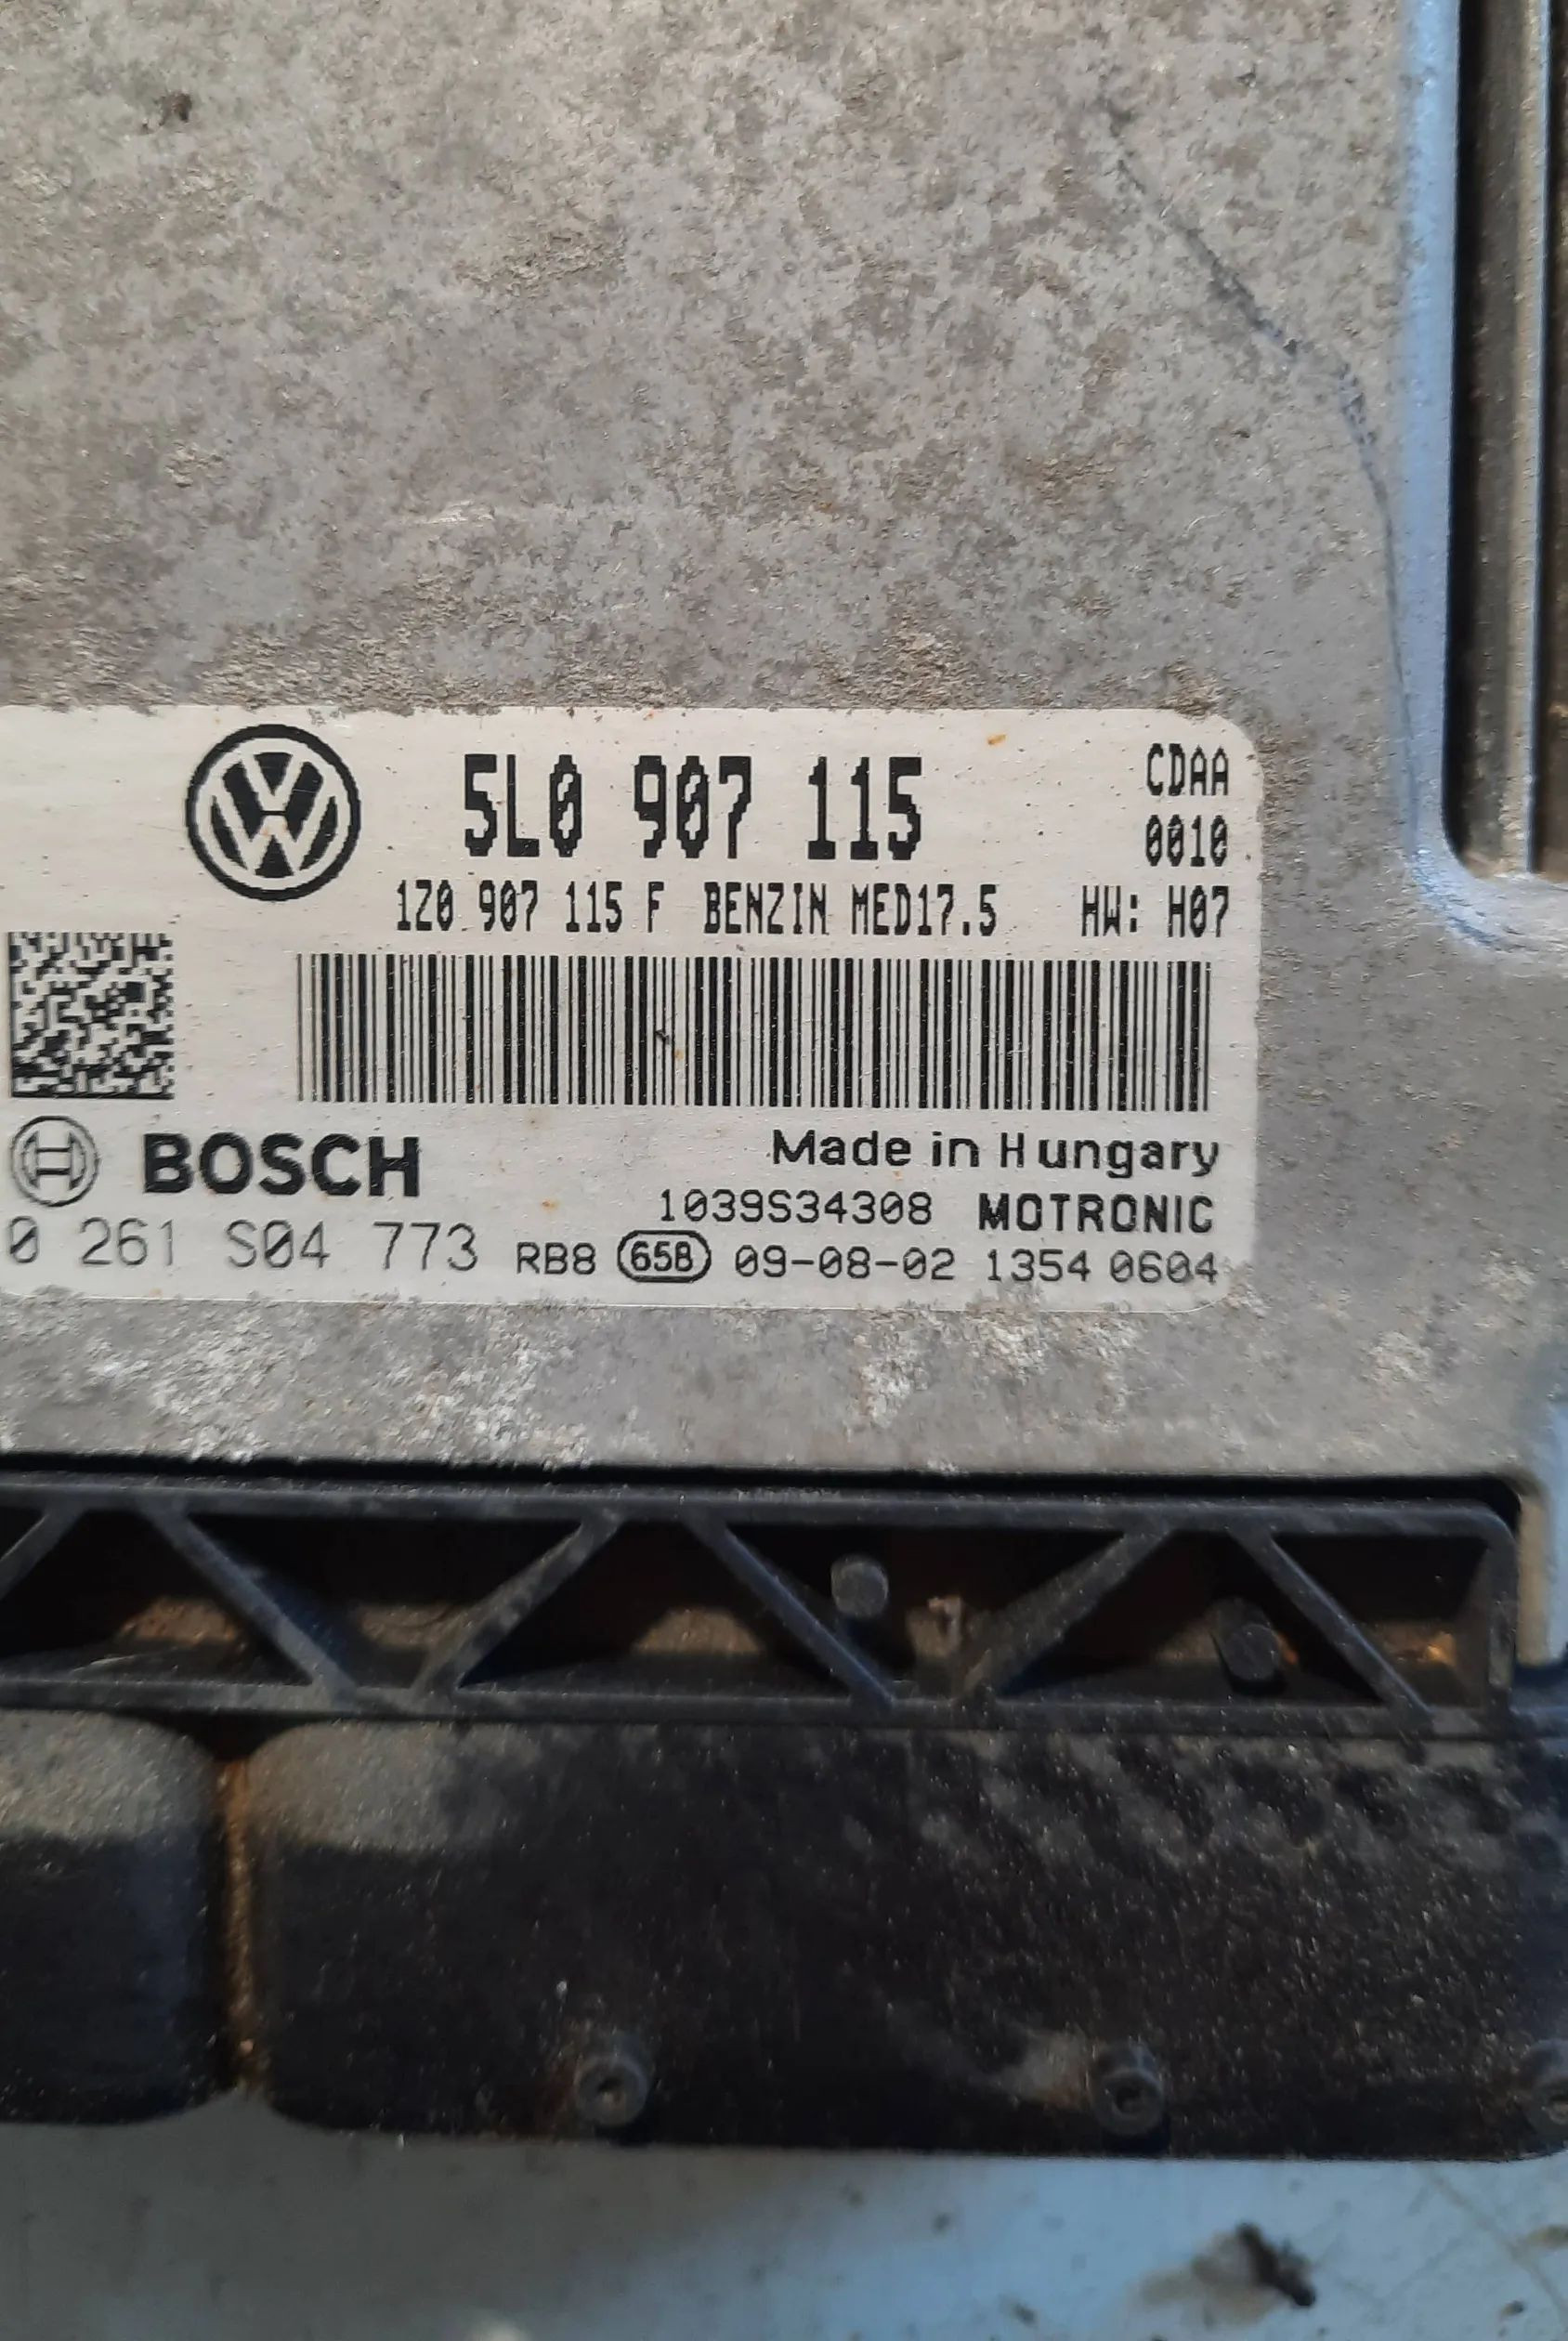 5L0 907 115 CDAA
0010
1Z0 907 115 F BENZIN MED17.5 HW: H07
BOSCH
Made in Hungary
1039S34308 MOTRONIC
0 261 S04 773 RB8 65B 09-08-02 1354 0604